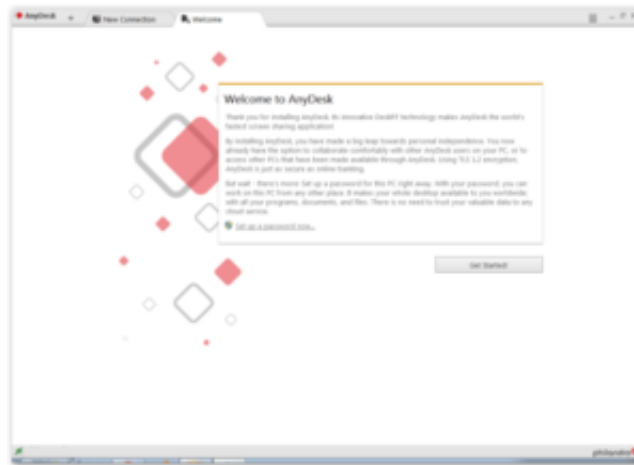 AnyDesk
New Connection
Welcome
Welcome to AnyDesk
Thank you for installing AnyDesk. Its innovative DeskRT technology makes AnyDesk the world's
fastest screen sharing application!
By installing AnyDesk, you have made a big leap towards personal independence. You now
already have the option to collaborate comfortably with other AnyDesk users on your PC, or to
access other PCs that have been made available through AnyDesk. Using TLS 1.2 encryption,
AnyDesk is just as secure as online banking.
But wait - there's more: Set up a password for this PC right away. With your password, you can
work on this PC from any other place. It makes your whole desktop available to you worldwide;
with all your programs, documents, and files. There is no need to trust your valuable data to any
cloud service.
Set up a password now...
Get Started!